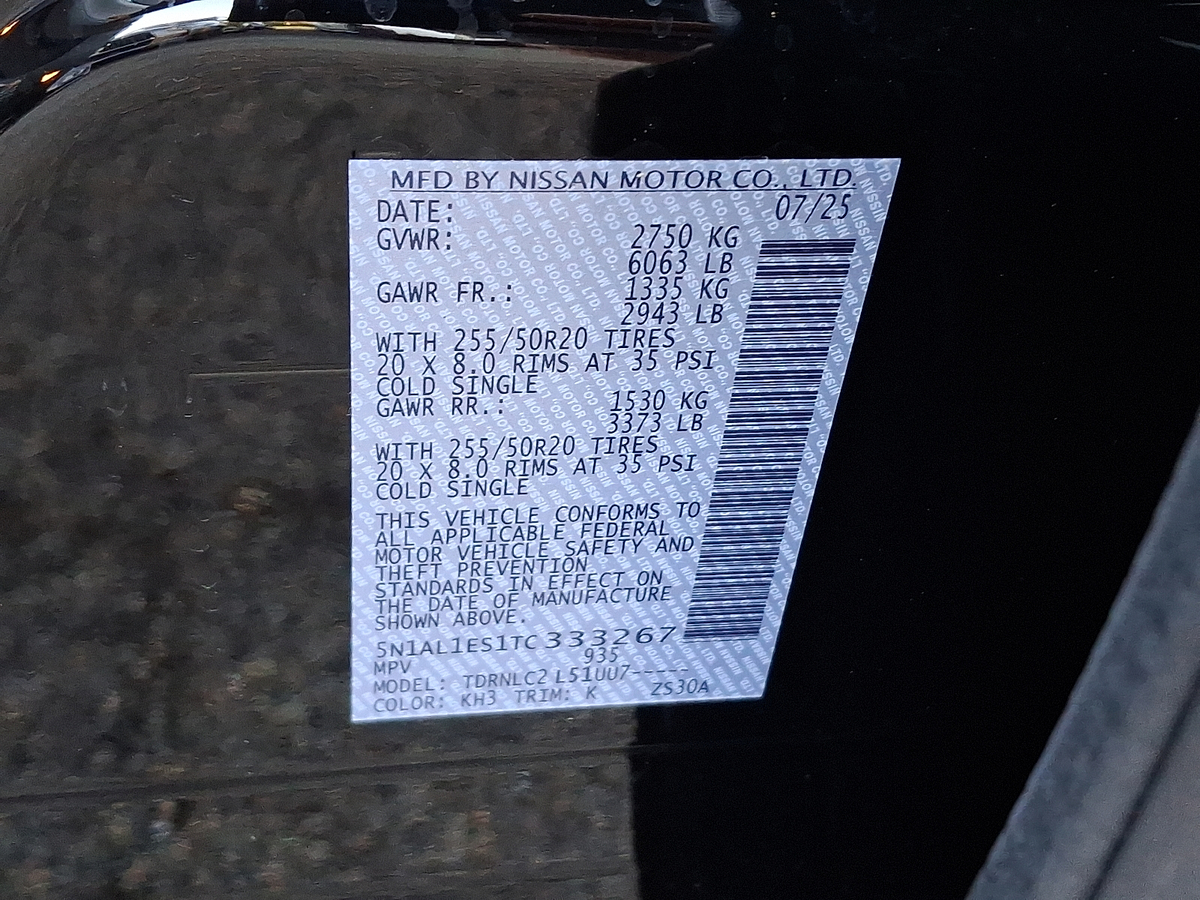 MFD BY NISSAN MOTOR CO., LTD.
DATE: 07/25
GVWR: 2750 KG
6063 LB
GAWR FR.: 1335 KG
2943 LB
WITH 255/50R20 TIRES
20 X 8.0 RIMS AT 35 PSI
COLD SINGLE
GAWR RR.: 1530 KG
3373 LB
WITH 255/50R20 TIRES
20 X 8.0 RIMS AT 35 PSI
COLD SINGLE
THIS VEHICLE CONFORMS TO
ALL APPLICABLE FEDERAL
MOTOR VEHICLE SAFETY AND
THEFT PREVENTION
STANDARDS IN EFFECT ON
THE DATE OF MANUFACTURE
SHOWN ABOVE.
5N1AL1ES1TC333267
MPV 935
MODEL: TDRNLC2 L51UU7-----
COLOR: KH3 TRIM: K ZS30A